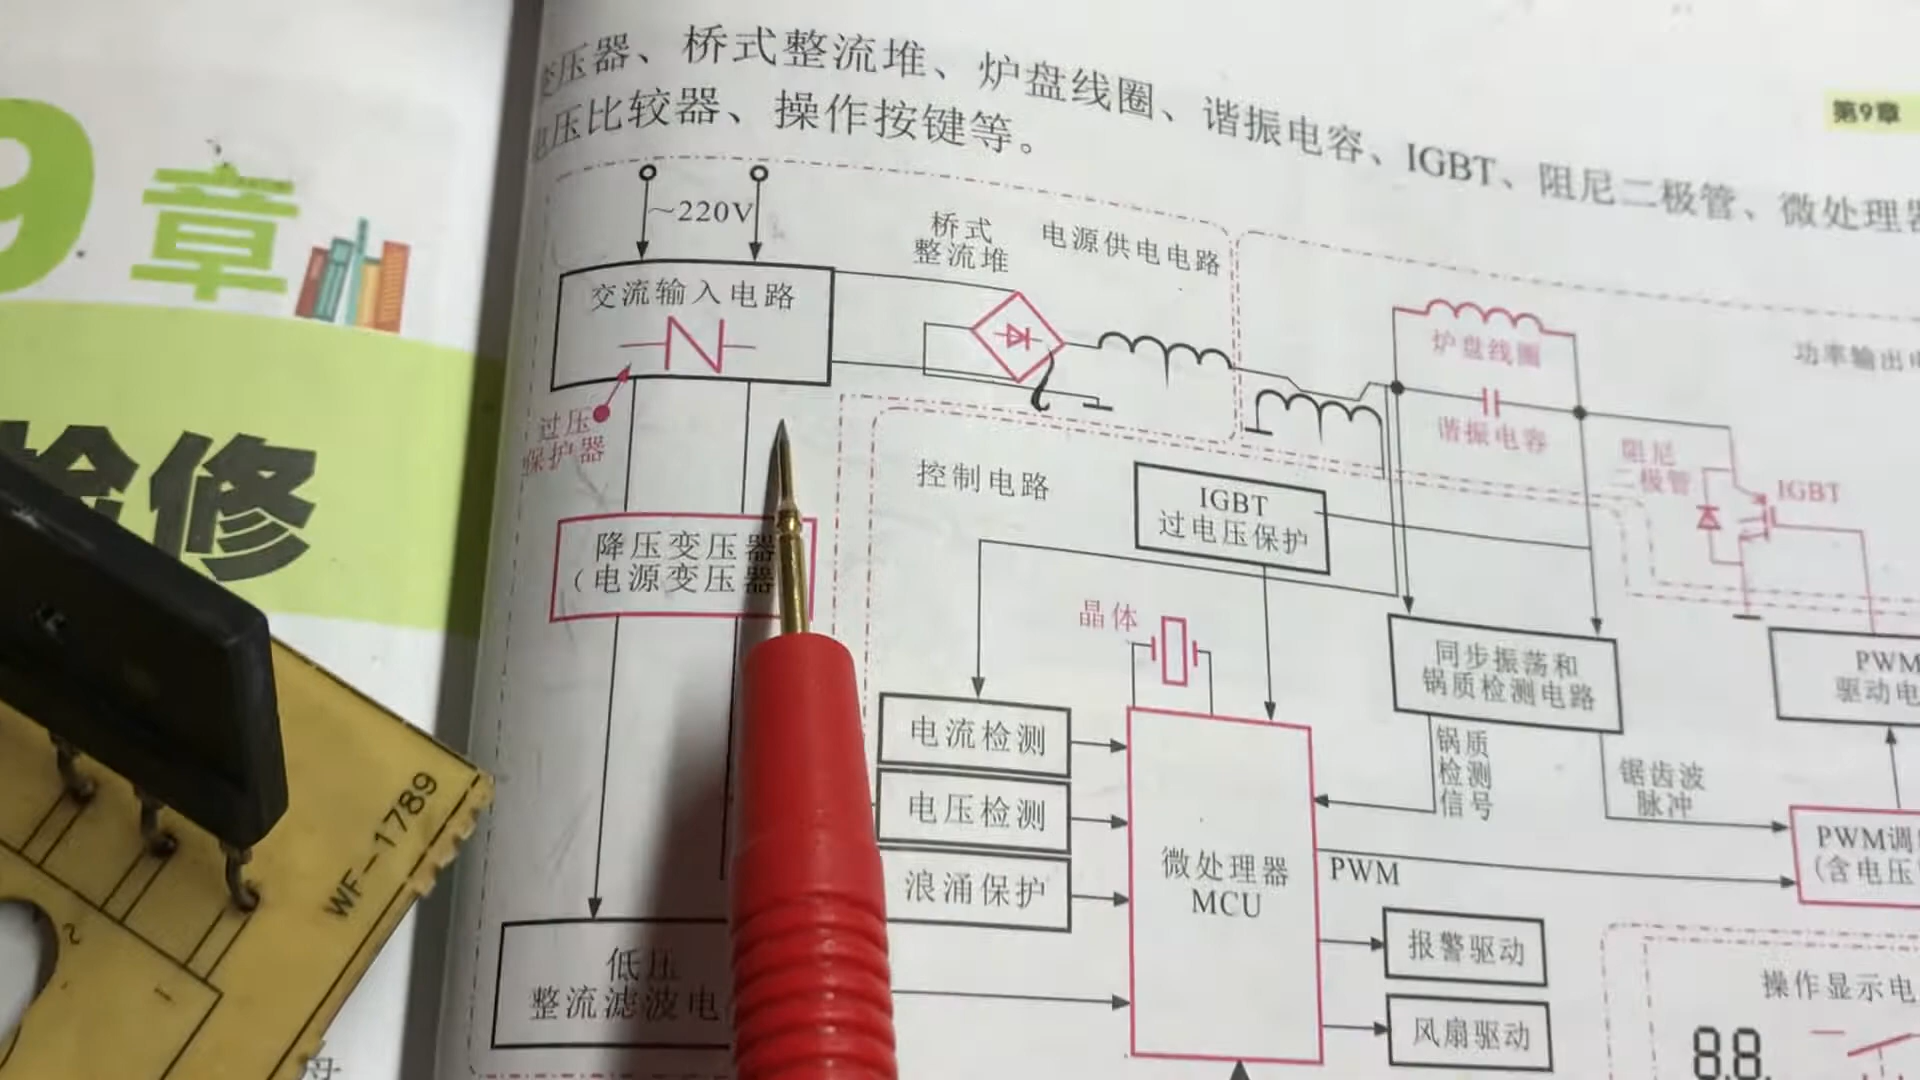 变压器、桥式整流堆、炉盘线圈、谐振电容、IGBT、阻尼二极管、微处理器
电压比较器、操作按键等。
第9章
9章
检修
～220V
桥式
整流堆
电源供电电路
交流输入电路
过压
保护器
炉盘线圈
谐振电容
功率输出电
阻尼
二极管
IGBT
控制电路
IGBT
过电压保护
降压变压器
（电源变压器
晶体
同步振荡和
锅质检测电路
PWM
驱动电
电流检测
电压检测
浪涌保护
锅质
检测
信号
锯齿波
脉冲
微处理器
MCU
PWM
PWM调
（含电压
低压
整流滤波电
报警驱动
风扇驱动
操作显示电
88.
WF-1789
2
1